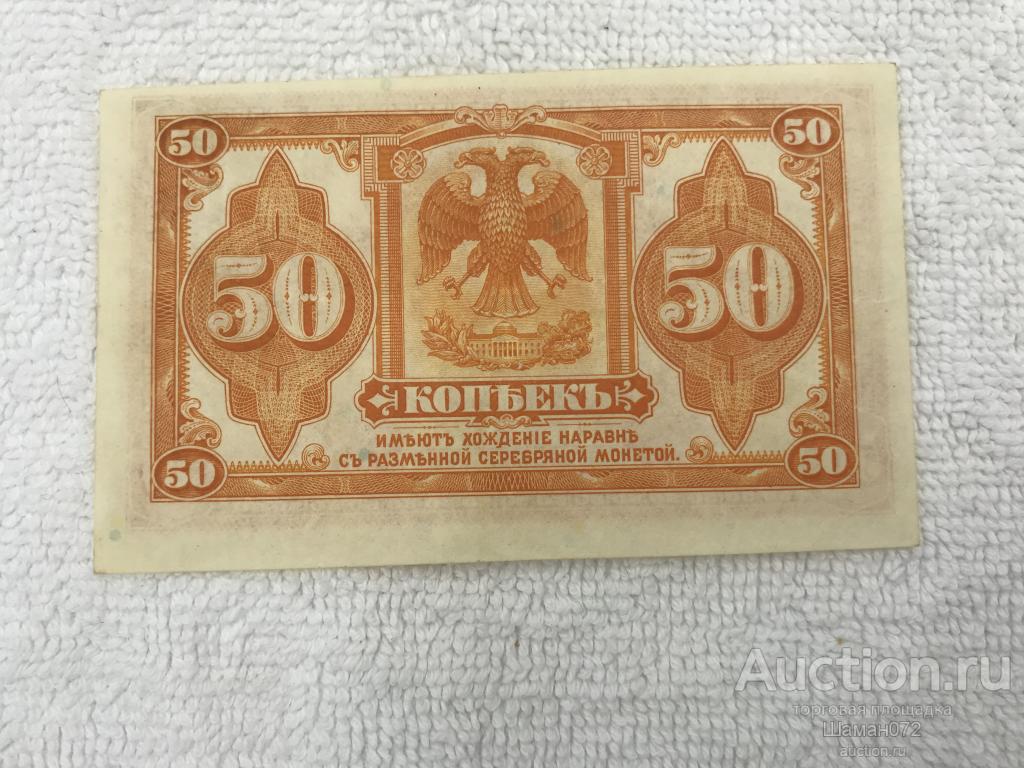 50 50
50 50
КОПѢЕКЪ
ИМѢЮТЪ ХОЖДЕНІЕ НАРАВНѢ
СЪ РАЗМѢННОЙ СЕРЕБРЯНОЙ МОНЕТОЙ.
50 50
Auction.ru
торговая площадка
Шаман072
auction.ru